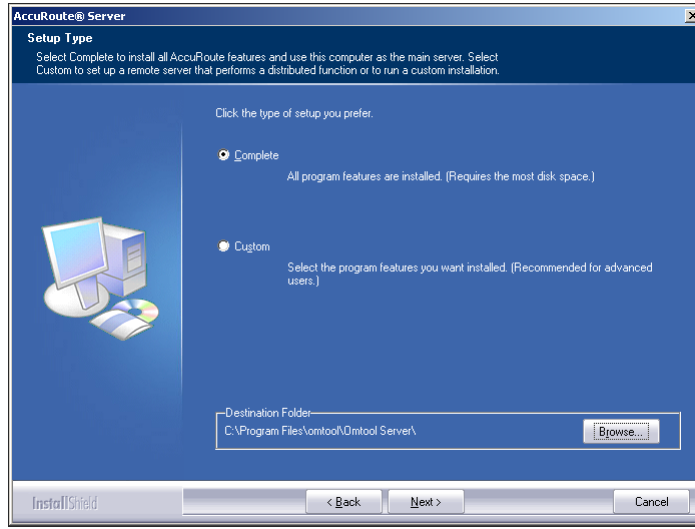 AccuRoute® Server
Setup Type
Select Complete to install all AccuRoute features and use this computer as the main server. Select
Custom to set up a remote server that performs a distributed function or to run a custom installation.
Click the type of setup you prefer.
Complete
All program features are installed. (Requires the most disk space.)
Custom
Select the program features you want installed. (Recommended for advanced
users.)
Destination Folder
C:\Program Files\omtool\Omtool Server\
Browse...
InstallShield
< Back
Next >
Cancel